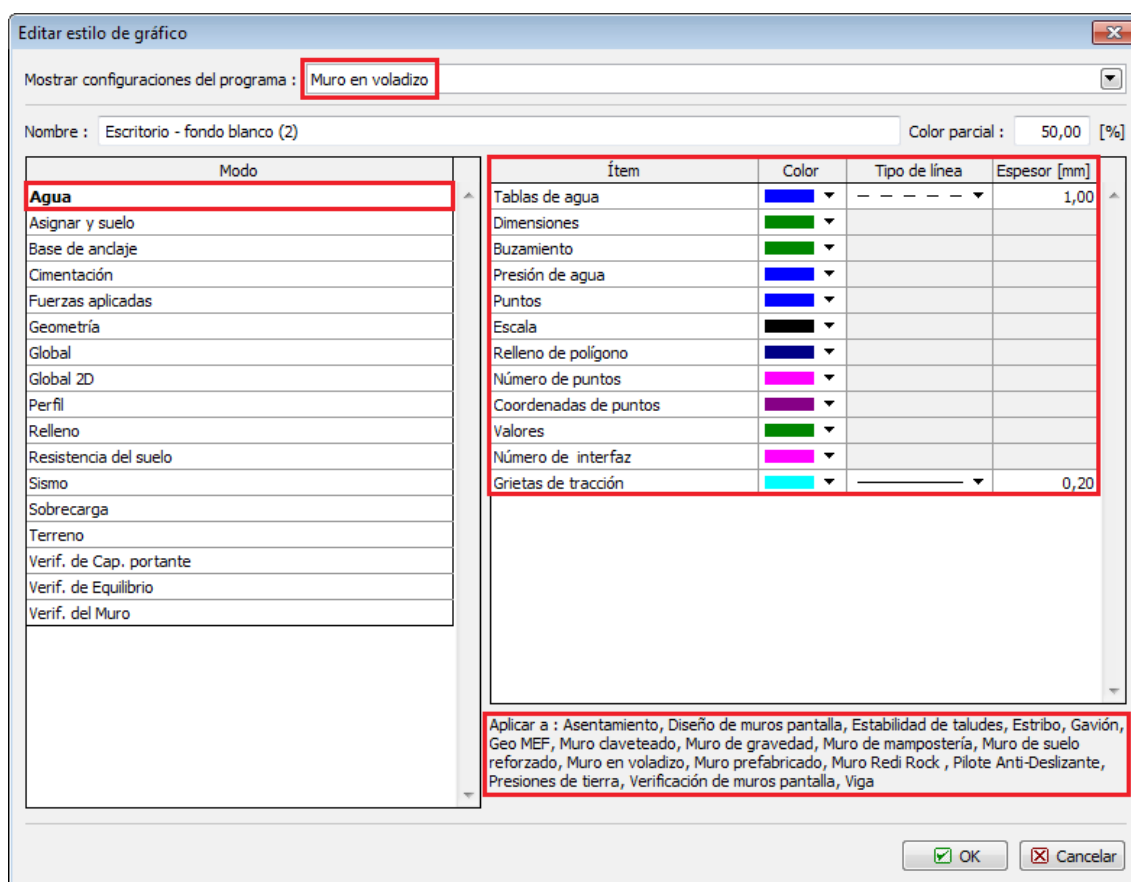 Editar estilo de gráfico
Mostrar configuraciones del programa : Muro en voladizo
Nombre : Escritorio - fondo blanco (2) Color parcial : 50,00 [%]
Modo
Agua
Asignar y suelo
Base de anclaje
Cimentación
Fuerzas aplicadas
Geometría
Global
Global 2D
Perfil
Relleno
Resistencia del suelo
Sismo
Sobrecarga
Terreno
Verif. de Cap. portante
Verif. de Equilibrio
Verif. del Muro
Ítem Color Tipo de línea Espesor [mm]
Tablas de agua 1,00
Dimensiones
Buzamiento
Presión de agua
Puntos
Escala
Relleno de polígono
Número de puntos
Coordenadas de puntos
Valores
Número de interfaz
Grietas de tracción 0,20
Aplicar a : Asentamiento, Diseño de muros pantalla, Estabilidad de taludes, Estribo, Gavión,
Geo MEF, Muro claveteado, Muro de gravedad, Muro de mampostería, Muro de suelo
reforzado, Muro en voladizo, Muro prefabricado, Muro Redi Rock , Pilote Anti-Deslizante,
Presiones de tierra, Verificación de muros pantalla, Viga
OK Cancelar